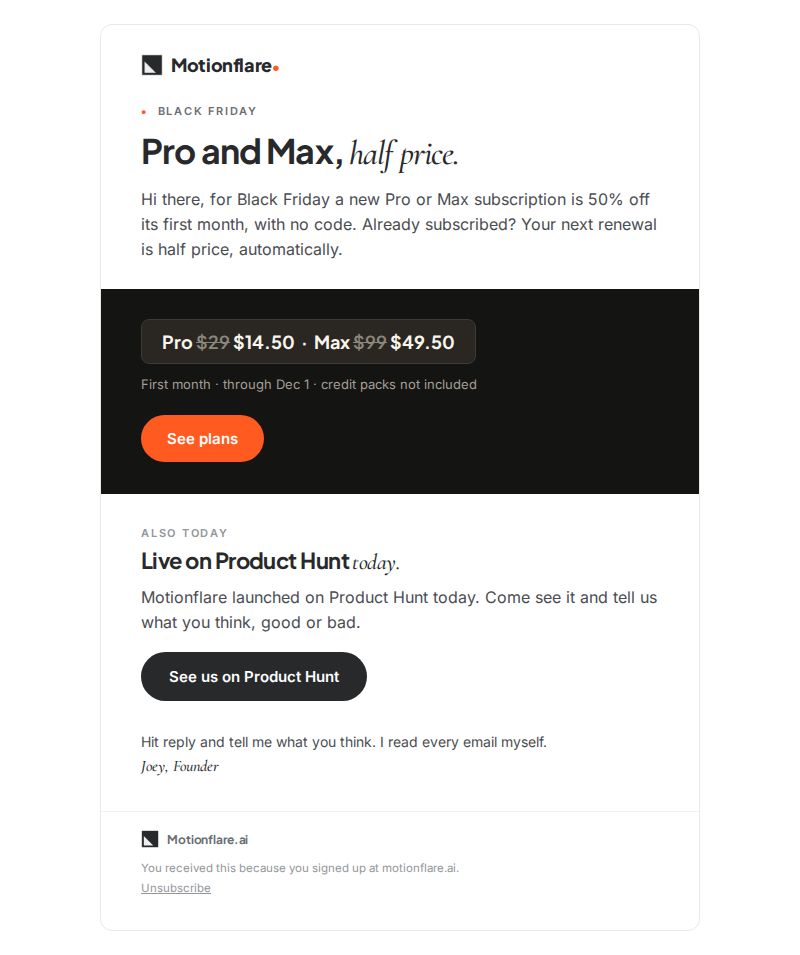 Motionflare.
• BLACK FRIDAY
Pro and Max, half price.
Hi there, for Black Friday a new Pro or Max subscription is 50% off
its first month, with no code. Already subscribed? Your next renewal
is half price, automatically.
Pro $29 $14.50 · Max $99 $49.50
First month · through Dec 1 · credit packs not included
See plans
ALSO TODAY
Live on Product Hunt today.
Motionflare launched on Product Hunt today. Come see it and tell us
what you think, good or bad.
See us on Product Hunt
Hit reply and tell me what you think. I read every email myself.
Joey, Founder
Motionflare.ai
You received this because you signed up at motionflare.ai.
Unsubscribe